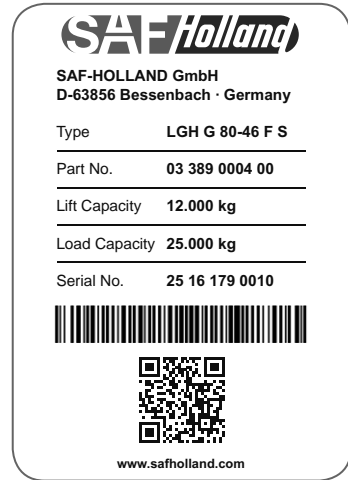 SAF Holland
SAF-HOLLAND GmbH
D-63856 Bessenbach · Germany
Type LGH G 80-46 F S
Part No. 03 389 0004 00
Lift Capacity 12.000 kg
Load Capacity 25.000 kg
Serial No. 25 16 179 0010
www.safholland.com